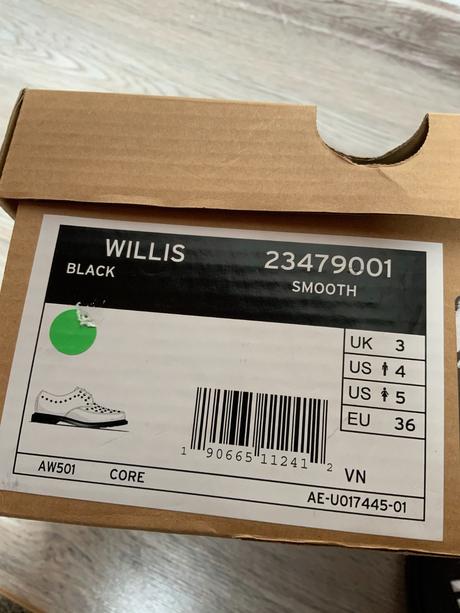 WILLIS 23479001
BLACK SMOOTH
UK 3
US 4
US 5
EU 36
1 90665 11241 2
VN
AW501 CORE
AE-U017445-01